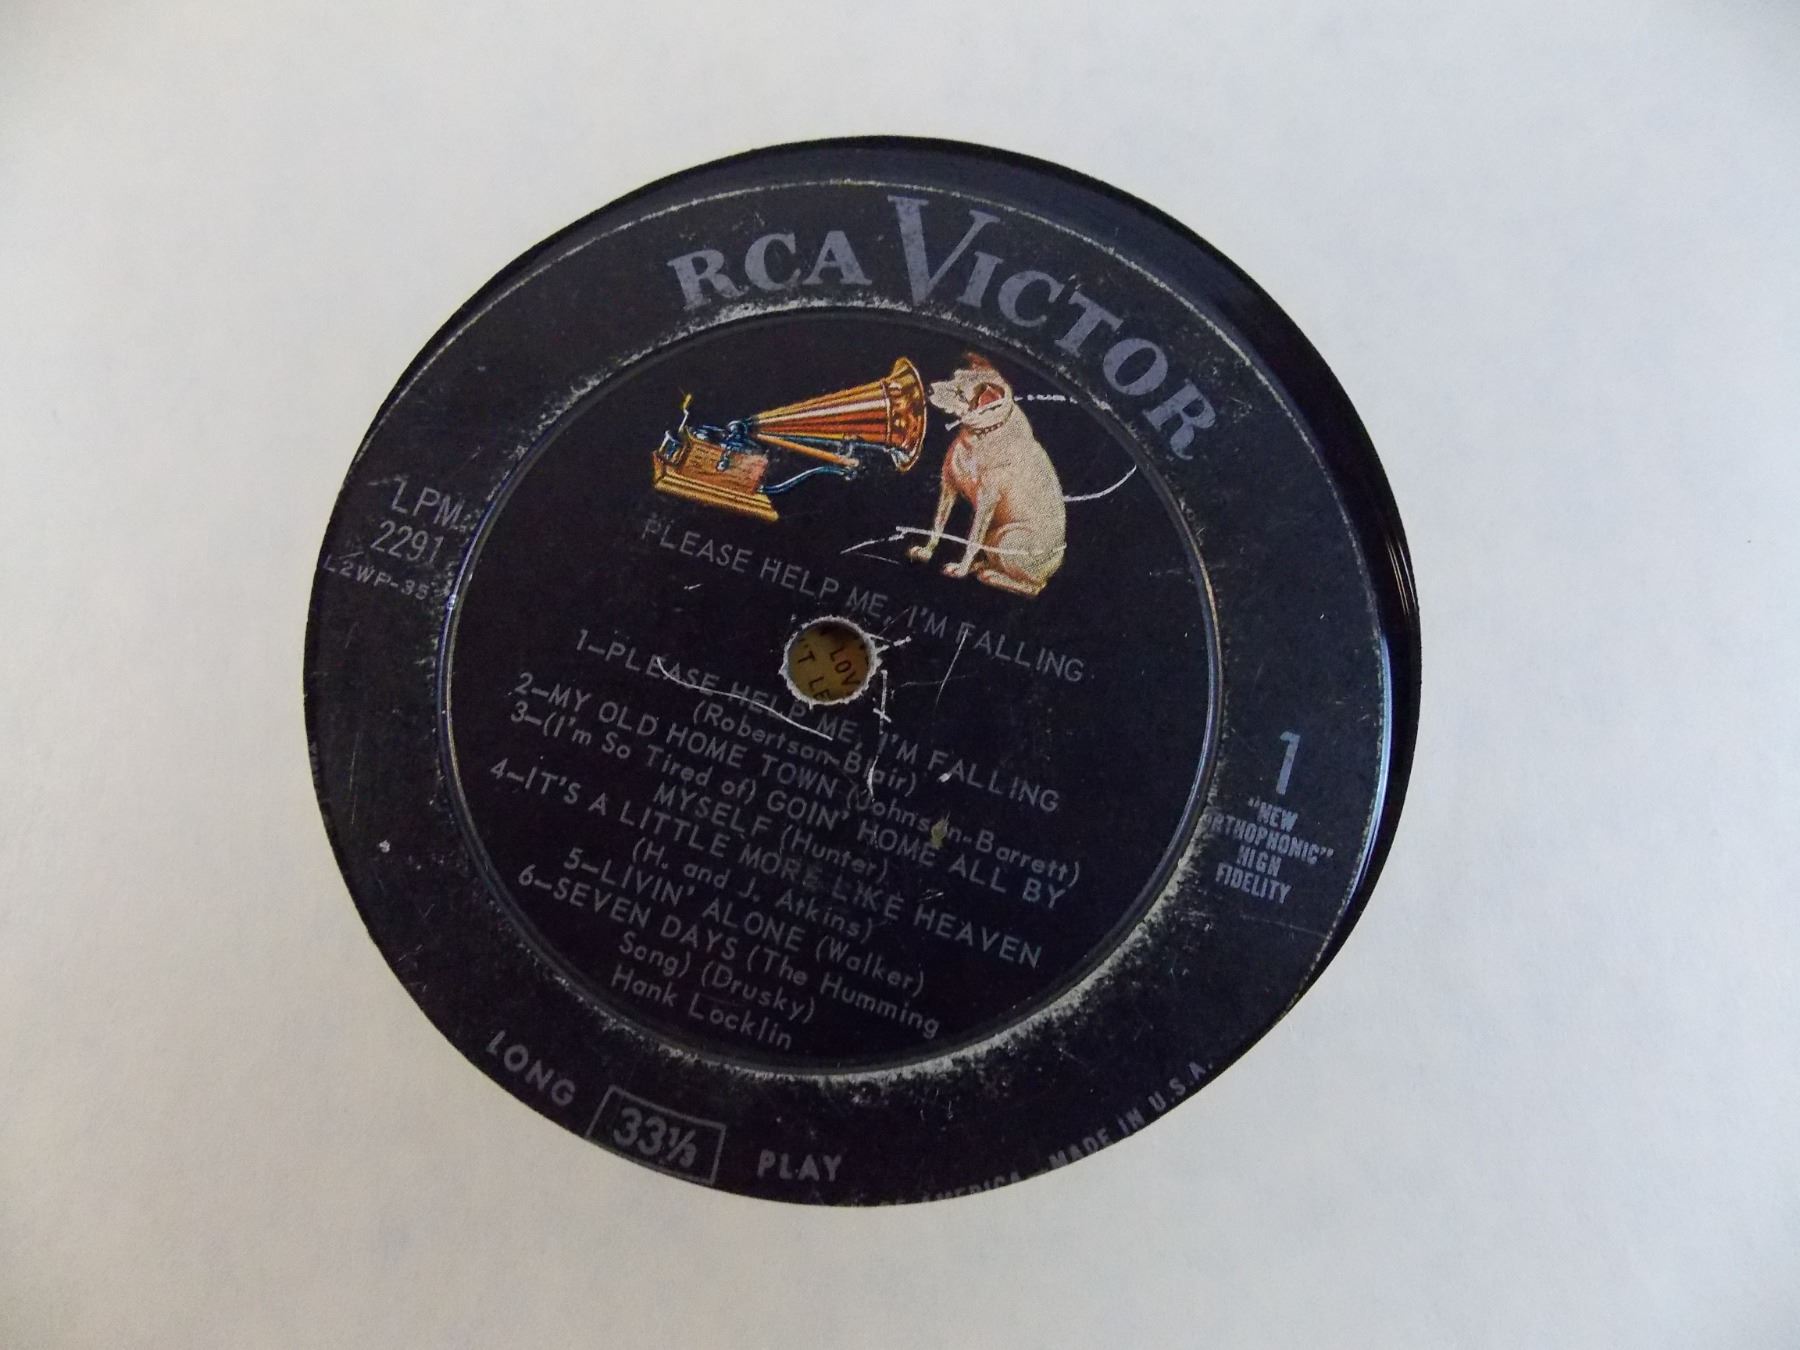 RCA VICTOR
LPM
2291
PLEASE HELP ME, I'M FALLING
LOV
'T LE
1–PLEASE HELP ME, I'M FALLING
(Robertson-Blair)
2–MY OLD HOME TOWN (Johnson-Barrett)
3–(I'm So Tired of) GOIN' HOME ALL BY
MYSELF (Hunter)
4–IT'S A LITTLE MORE LIKE HEAVEN
(H. and J. Atkins)
5–LIVIN' ALONE (Walker)
6–SEVEN DAYS (The Humming
Song) (Drusky)
Hank Locklin
1
"NEW
ORTHOPHONIC"
HIGH
FIDELITY
LONG 33⅓ PLAY
AMERICA MADE IN U.S.A.